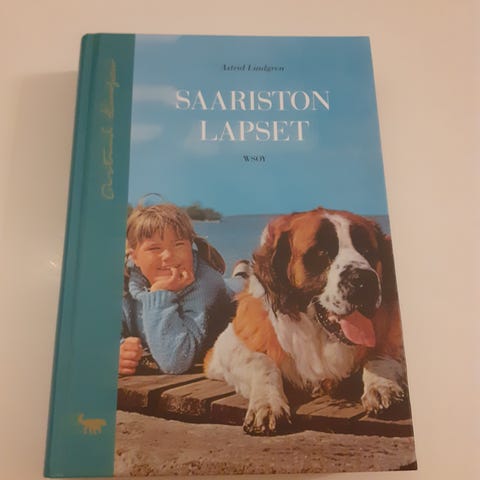 Astrid Lindgren
SAARISTON
LAPSET
WSOY
Astrid Lindgren